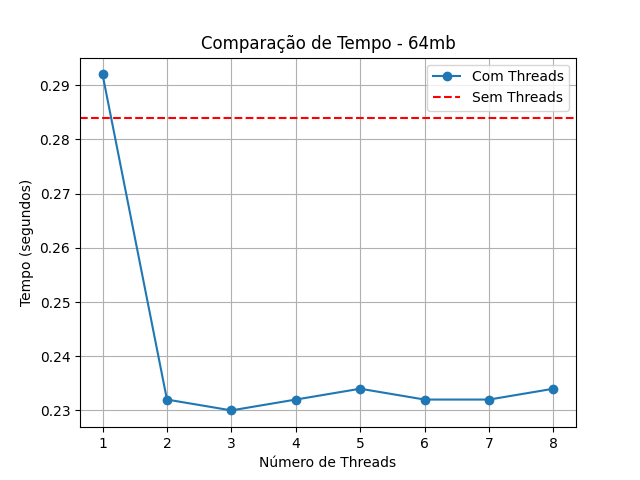 Comparação de Tempo - 64mb
Com Threads
Sem Threads
Tempo (segundos)
0.29
0.28
0.27
0.26
0.25
0.24
0.23
1 2 3 4 5 6 7 8
Número de Threads